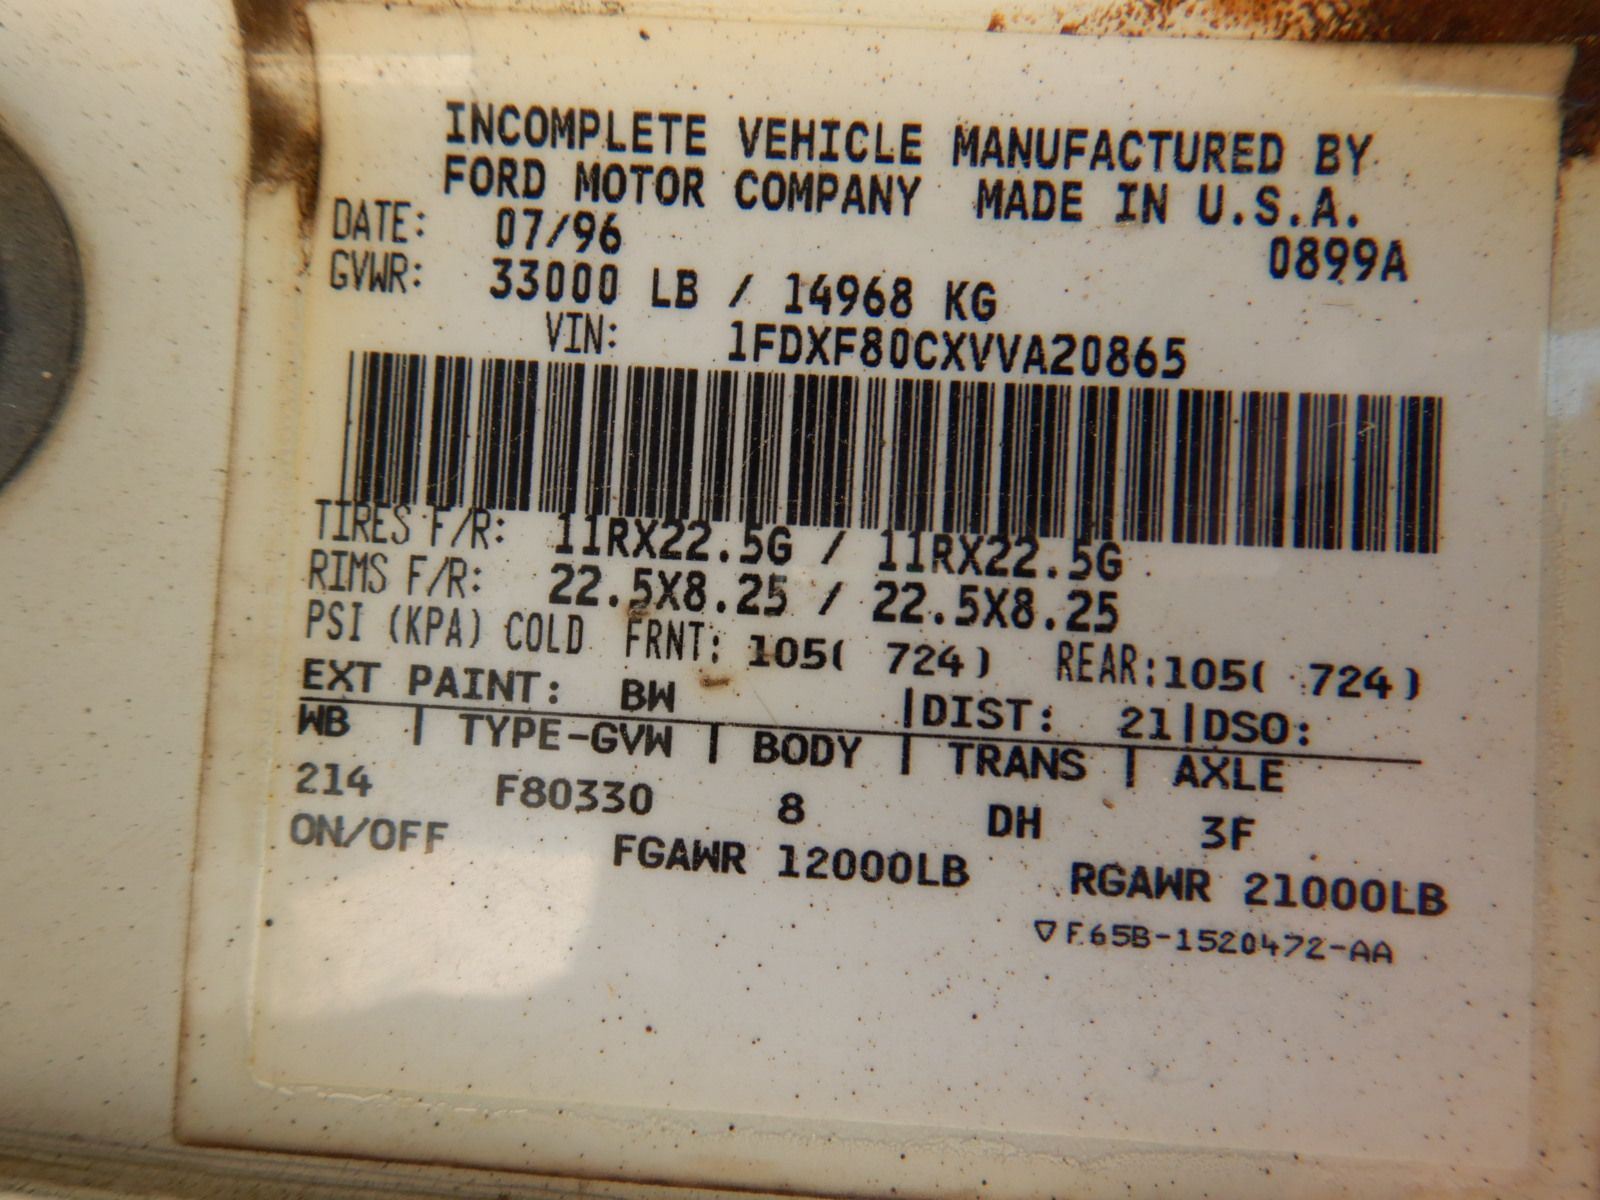 INCOMPLETE VEHICLE MANUFACTURED BY
FORD MOTOR COMPANY MADE IN U.S.A.
DATE: 07/96 0899A
GVWR: 33000 LB / 14968 KG
VIN: 1FDXF80CXVVA20865
TIRES F/R: 11RX22.5G / 11RX22.5G
RIMS F/R: 22.5X8.25 / 22.5X8.25
PSI (KPA) COLD FRNT: 105( 724) REAR: 105( 724)
EXT PAINT: BW |DIST: 21|DSO:
WB | TYPE-GVW | BODY | TRANS | AXLE
214 F80330 8 DH 3F
ON/OFF FGAWR 12000LB RGAWR 21000LB
▽F65B-1520472-AA